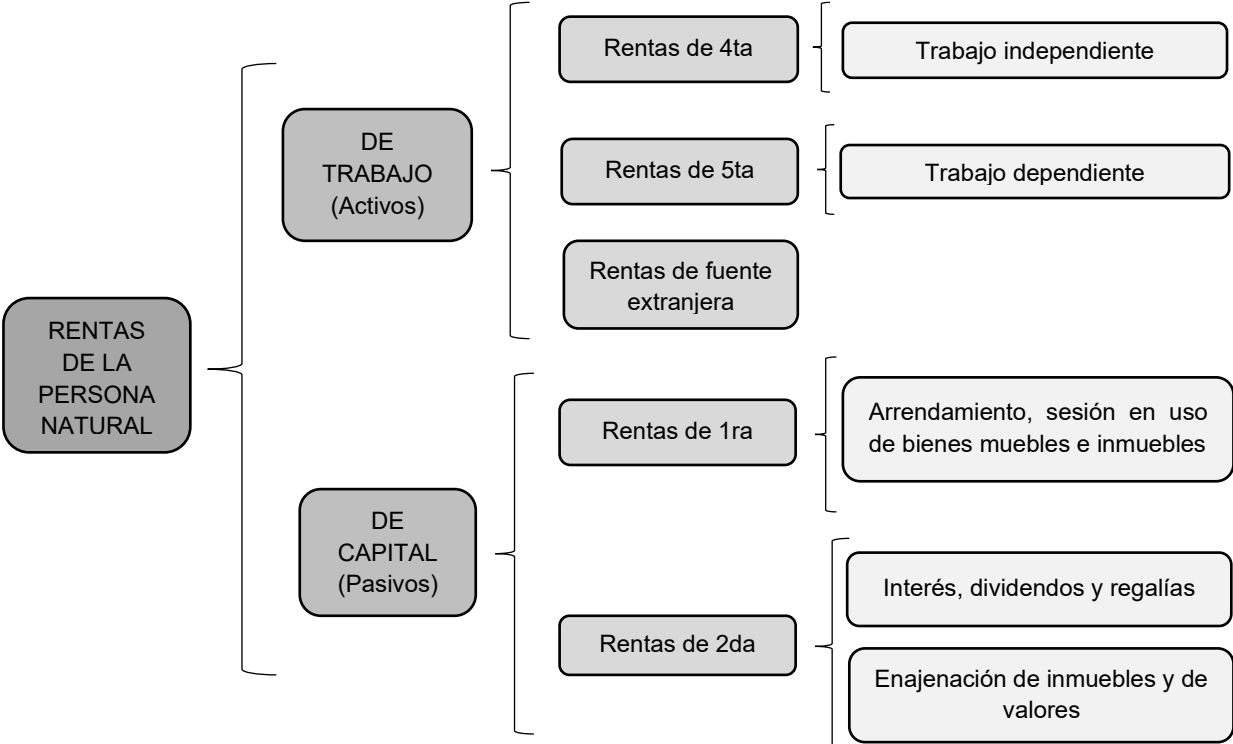 RENTAS
DE LA
PERSONA
NATURAL
DE
TRABAJO
(Activos)
Rentas de 4ta
Trabajo independiente
Rentas de 5ta
Trabajo dependiente
Rentas de fuente
extranjera
DE
CAPITAL
(Pasivos)
Rentas de 1ra
Arrendamiento, sesión en uso
de bienes muebles e inmuebles
Rentas de 2da
Interés, dividendos y regalías
Enajenación de inmuebles y de
valores